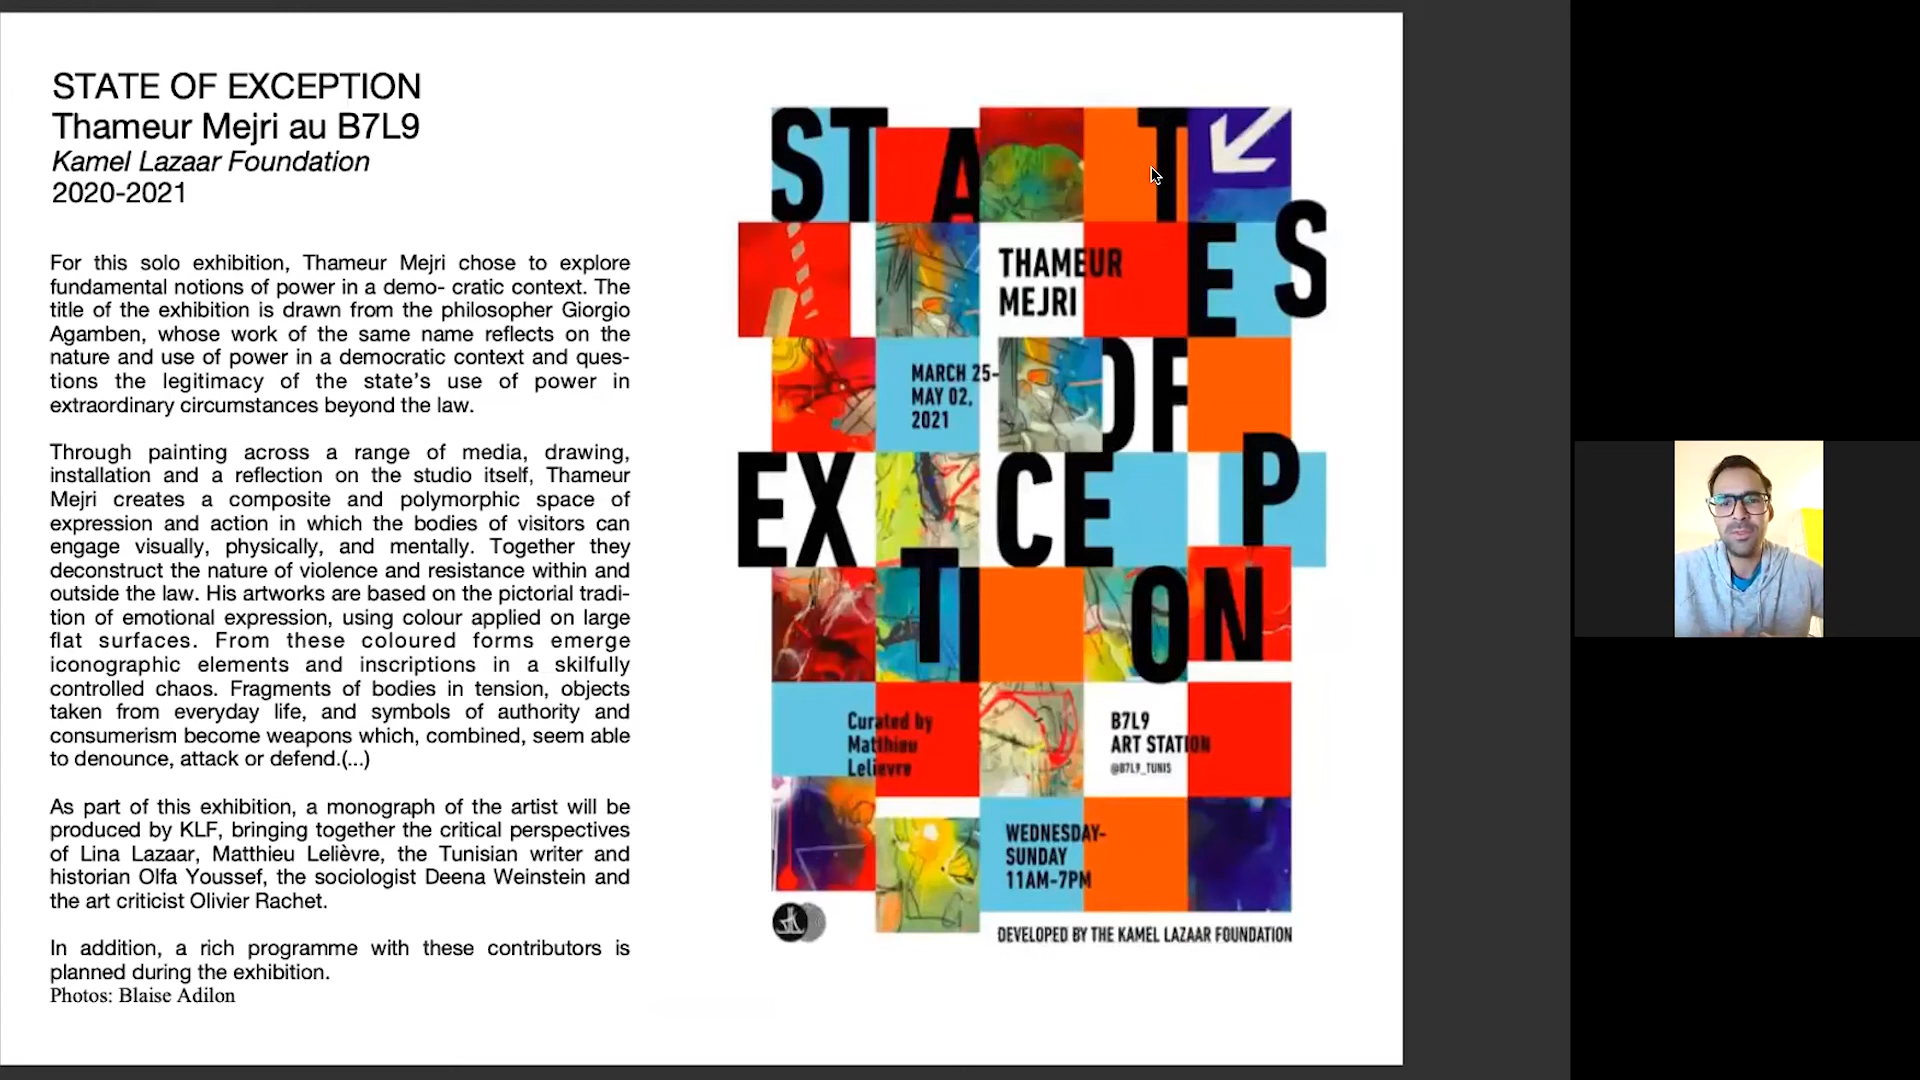 STATE OF EXCEPTION
Thameur Mejri au B7L9
Kamel Lazaar Foundation
2020-2021
For this solo exhibition, Thameur Mejri chose to explore
fundamental notions of power in a demo- cratic context. The
title of the exhibition is drawn from the philosopher Giorgio
Agamben, whose work of the same name reflects on the
nature and use of power in a democratic context and ques-
tions the legitimacy of the state's use of power in
extraordinary circumstances beyond the law.
Through painting across a range of media, drawing,
installation and a reflection on the studio itself, Thameur
Mejri creates a composite and polymorphic space of
expression and action in which the bodies of visitors can
engage visually, physically, and mentally. Together they
deconstruct the nature of violence and resistance within and
outside the law. His artworks are based on the pictorial tradi-
tion of emotional expression, using colour applied on large
flat surfaces. From these coloured forms emerge
iconographic elements and inscriptions in a skilfully
controlled chaos. Fragments of bodies in tension, objects
taken from everyday life, and symbols of authority and
consumerism become weapons which, combined, seem able
to denounce, attack or defend.(...)
As part of this exhibition, a monograph of the artist will be
produced by KLF, bringing together the critical perspectives
of Lina Lazaar, Matthieu Lelièvre, the Tunisian writer and
historian Olfa Youssef, the sociologist Deena Weinstein and
the art criticist Olivier Rachet.
In addition, a rich programme with these contributors is
planned during the exhibition.
Photos: Blaise Adilon
STATES
THAMEUR
MEJRI
MARCH 25-
MAY 02,
2021
OF
EXCEP
TION
Curated by
Matthieu
Lelievre
B7L9
ART STATION
@B7L9_TUNIS
WEDNESDAY-
SUNDAY
11AM-7PM
DEVELOPED BY THE KAMEL LAZAAR FOUNDATION